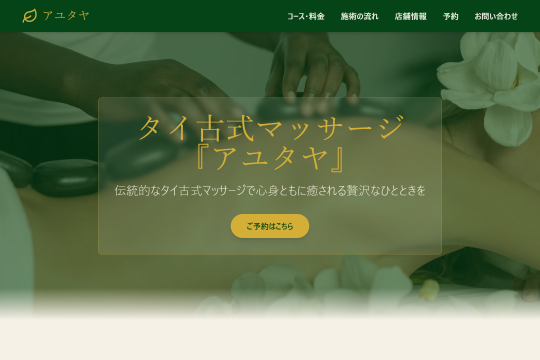 アユタヤ
コース・料金 施術の流れ 店舗情報 予約 お問い合わせ
タイ古式マッサージ
『アユタヤ』
伝統的なタイ古式マッサージで心身ともに癒される贅沢なひとときを
ご予約はこちら